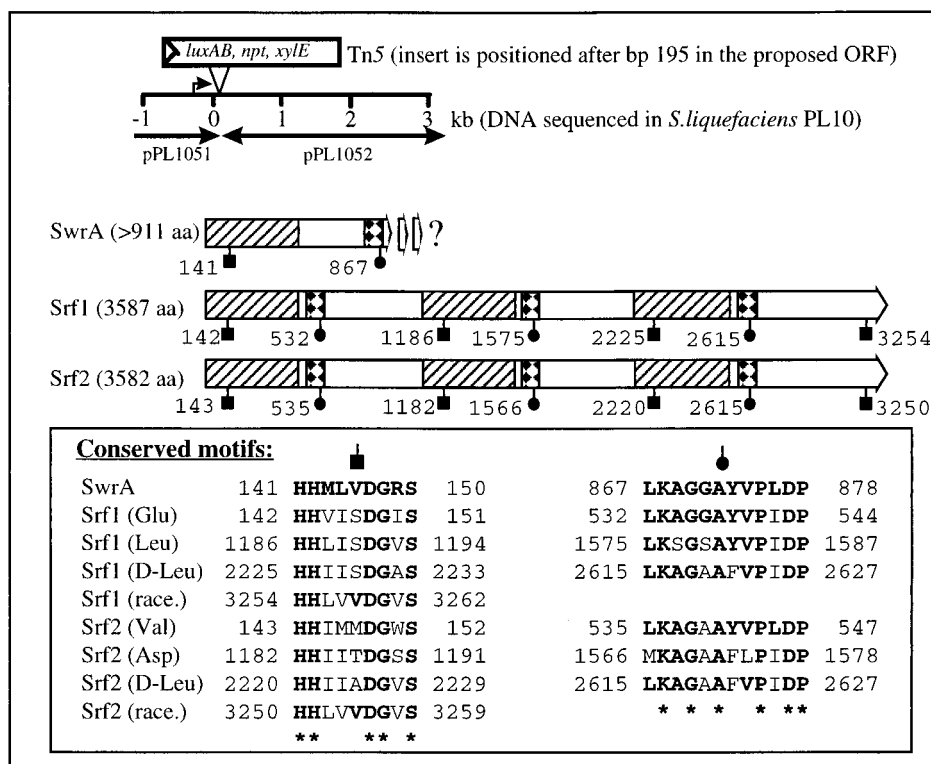 luxAB, npt, xylE
Tn5 (insert is positioned after bp 195 in the proposed ORF)
-1 0 1 2 3 kb (DNA sequenced in S.liquefaciens PL10)
pPL1051 pPL1052
SwrA (>911 aa) ?
141 867
Srf1 (3587 aa)
142 532 1186 1575 2225 2615 3254
Srf2 (3582 aa)
143 535 1182 1566 2220 2615 3250
Conserved motifs:
SwrA 141 HHMLVDGRS 150 867 LKAGGAYVPLDP 878
Srf1 (Glu) 142 HHVISDGIS 151 532 LKAGGAYVPIDP 544
Srf1 (Leu) 1186 HHLISDGVS 1194 1575 LKSGSAYVPIDP 1587
Srf1 (D-Leu) 2225 HHIISDGAS 2233 2615 LKAGAAFVPIDP 2627
Srf1 (race.) 3254 HHLVVDGVS 3262
Srf2 (Val) 143 HHIMMDGWS 152 535 LKAGAAYVPLDP 547
Srf2 (Asp) 1182 HHIITDGSS 1191 1566 MKAGAAFLPIDP 1578
Srf2 (D-Leu) 2220 HHIIADGVS 2229 2615 LKAGAAFVPIDP 2627
Srf2 (race.) 3250 HHLVVDGVS 3259 * * * * **
** ** *